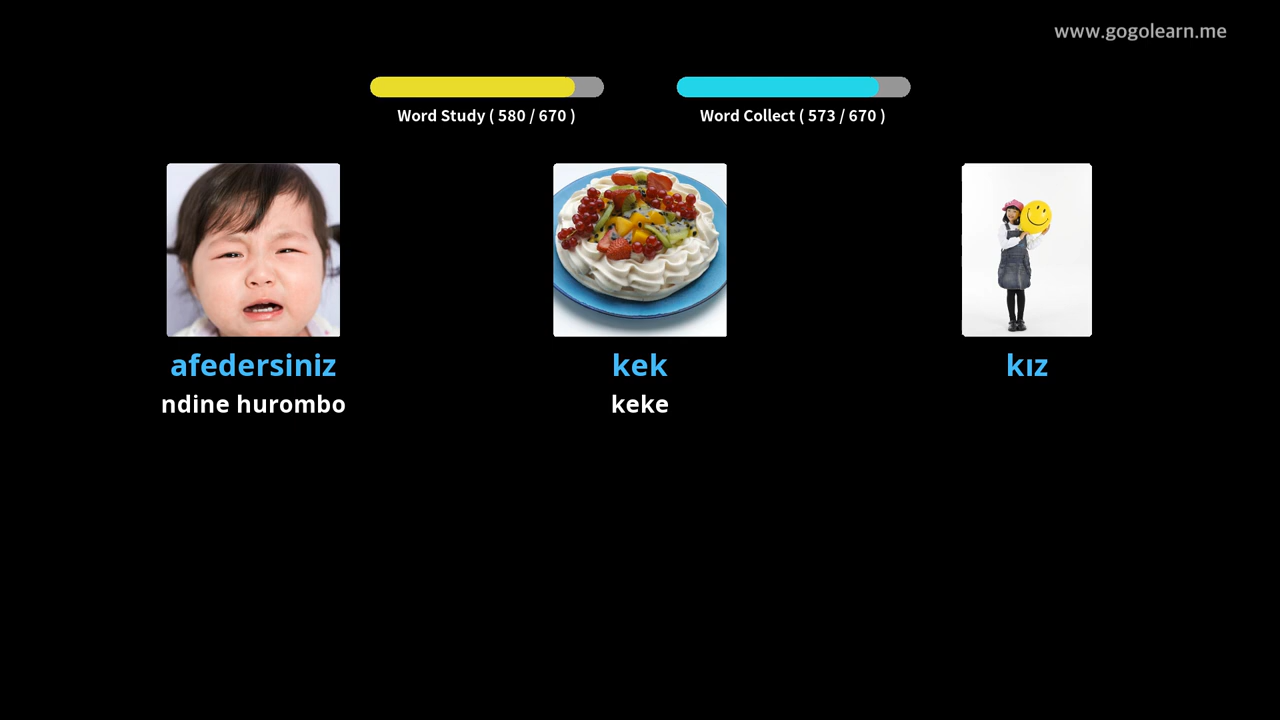 www.gogolearn.me
Word Study ( 580 / 670 )
Word Collect ( 573 / 670 )
afedersiniz
kek
kız
ndine hurombo
keke